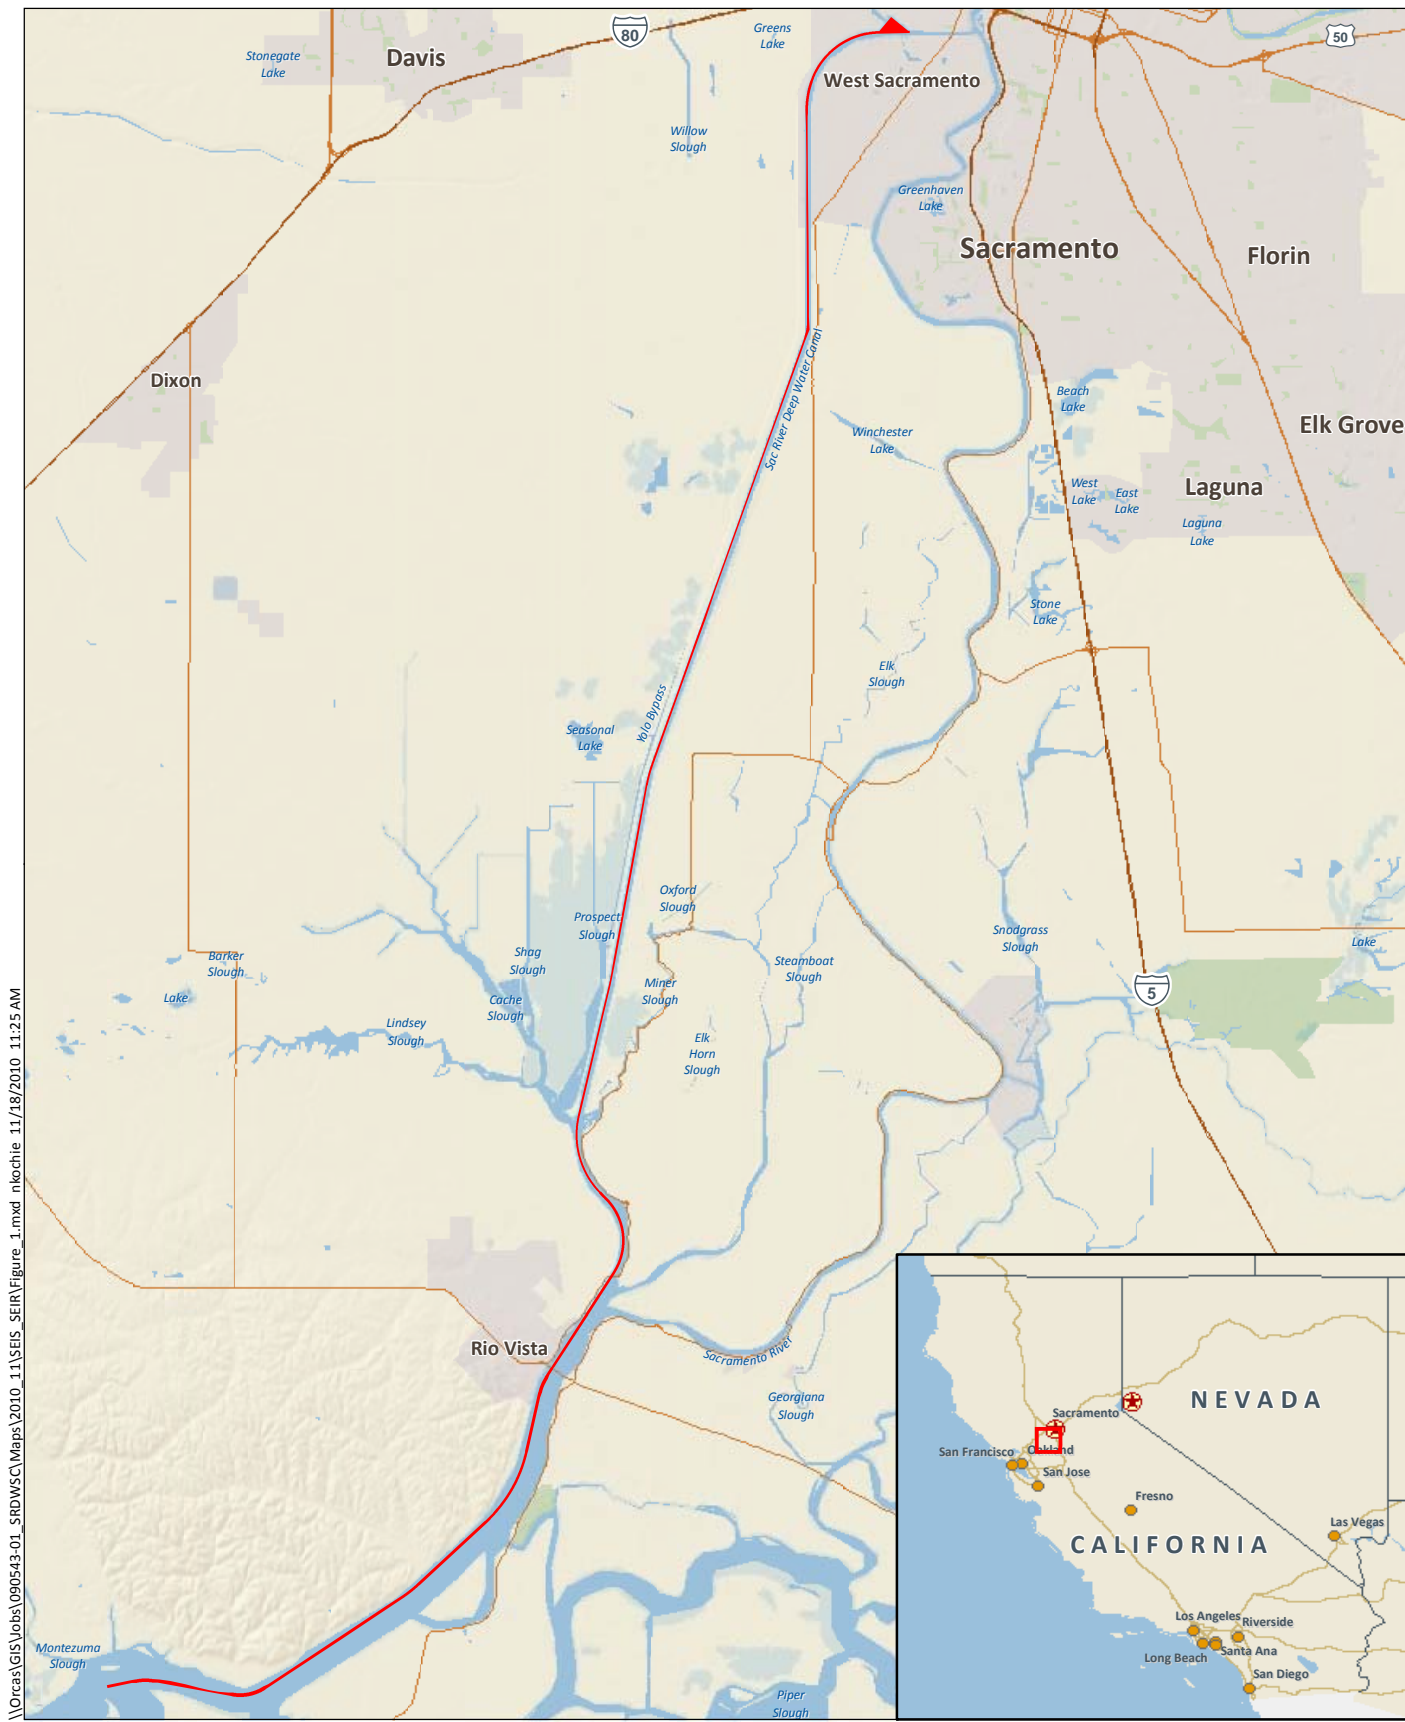 Greens
Lake
80
50
Davis
Stonegate
Lake
West Sacramento
Willow
Slough
Greenhaven
Lake
Sacramento
Florin
Dixon
Sac River Deep Water Canal
Beach
Lake
Winchester
Lake
Elk Grove
West
Lake
East
Lake
Laguna
Laguna
Lake
Stone
Lake
Elk
Slough
Yolo Bypass
Seasonal
Lake
Oxford
Slough
Prospect
Slough
Snodgrass
Slough
Lake
Shag
Slough
Steamboat
Slough
Barker
Slough
Lake
Cache
Slough
Miner
Slough
5
Lindsey
Slough
Elk
Horn
Slough
Rio Vista
Sacramento River
Georgiana
Slough
Montezuma
Slough
Piper
Slough
NEVADA
Sacramento
San Francisco
Oakland
San Jose
Fresno
Las Vegas
CALIFORNIA
Los Angeles
Riverside
Long Beach
Santa Ana
San Diego
\\Orcas\GIS\Jobs\090543-01_SRDWSC\Maps\2010_11\SEIS_SEIR\Figure_1.mxd nkochie 11/18/2010 11:25 AM